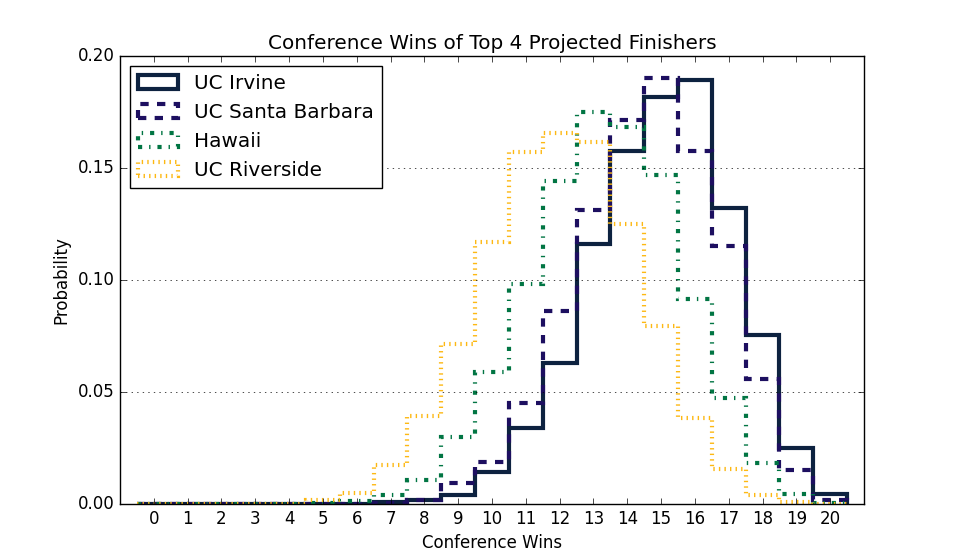 Conference Wins of Top 4 Projected Finishers
0.20
UC Irvine
UC Santa Barbara
Hawaii
UC Riverside
0.15
Probability
0.10
0.05
0.00
0 1 2 3 4 5 6 7 8 9 10 11 12 13 14 15 16 17 18 19 20
Conference Wins